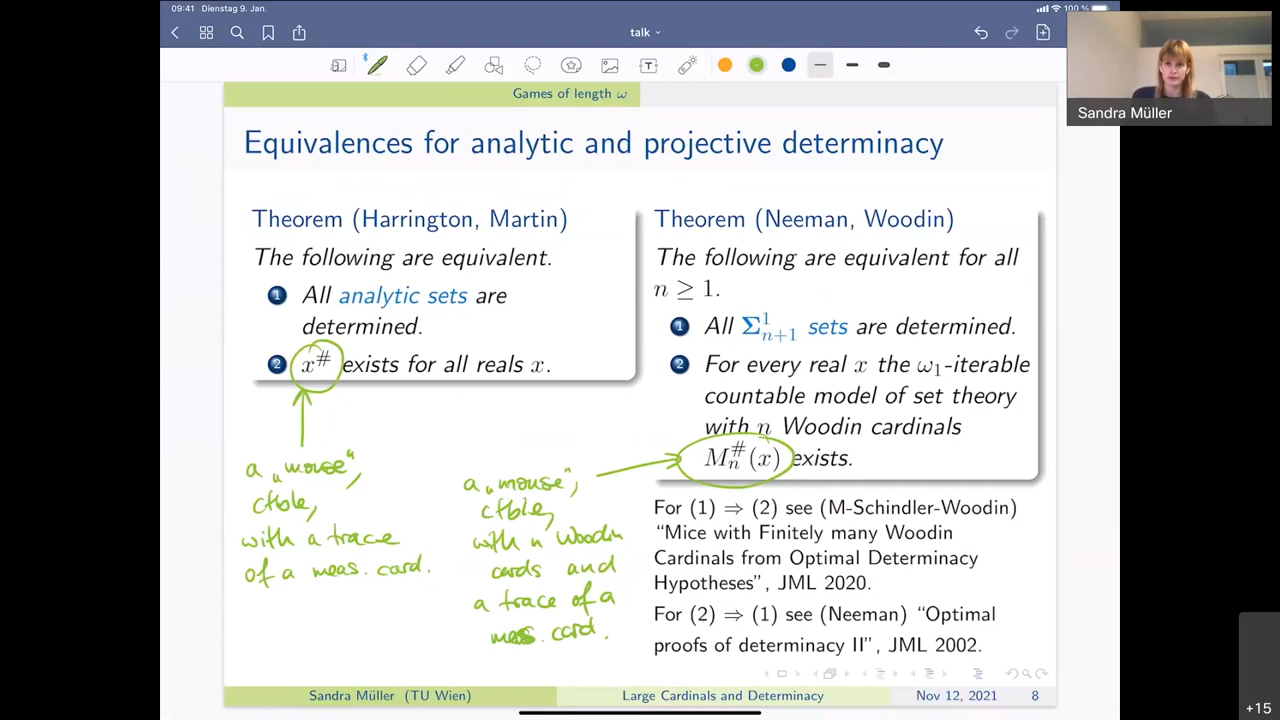 09:41 Dienstag 9. Jan.
100 %
talk
Sandra Müller
Games of length ω
Equivalences for analytic and projective determinacy
Theorem (Harrington, Martin)
The following are equivalent.
1 All analytic sets are
determined.
2 x^# exists for all reals x.
a „mouse“,
ctble,
with a trace
of a meas. card.
Theorem (Neeman, Woodin)
The following are equivalent for all
n ≥ 1.
1 All Σ^1_{n+1} sets are determined.
2 For every real x the ω₁-iterable
countable model of set theory
with n Woodin cardinals
M_n^#(x) exists.
a „mouse“,
ctble,
with n Woodin
cards and
a trace of a
meas. card.
For (1) ⇒ (2) see (M-Schindler-Woodin)
“Mice with Finitely many Woodin
Cardinals from Optimal Determinacy
Hypotheses”, JML 2020.
For (2) ⇒ (1) see (Neeman) “Optimal
proofs of determinacy II”, JML 2002.
Sandra Müller (TU Wien)
Large Cardinals and Determinacy
Nov 12, 2021
8
+15